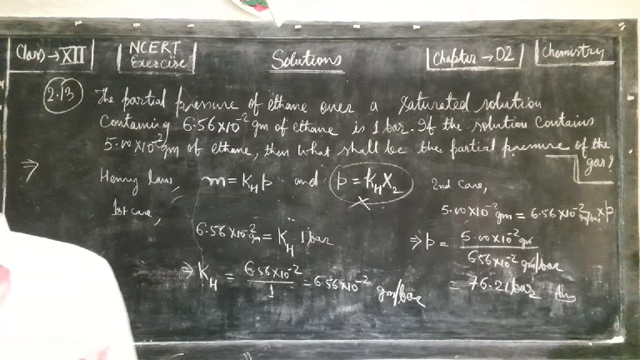 Class → XII
NCERT
Exercise
Solutions
Chapter → 02
Chemistry
2.13
The partial pressure of ethane over a saturated solution
containing 6.56×10⁻² gm of ethane is 1 bar. If the solution contains
5.00×10⁻² gm of ethane, then what shall be the partial pressure of the
gas?
⇒
Henry law, m = K_H p and p = K_H X₂
1st case,
6.56×10⁻² gm = K_H 1 bar
⇒ K_H = 6.56×10⁻² / 1 = 6.56×10⁻² gm/bar
2nd case,
5.00×10⁻² gm = 6.56×10⁻² gm/bar × p
⇒ p = 5.00×10⁻² gm / 6.56×10⁻² gm/bar
= 76.21 bar Ans